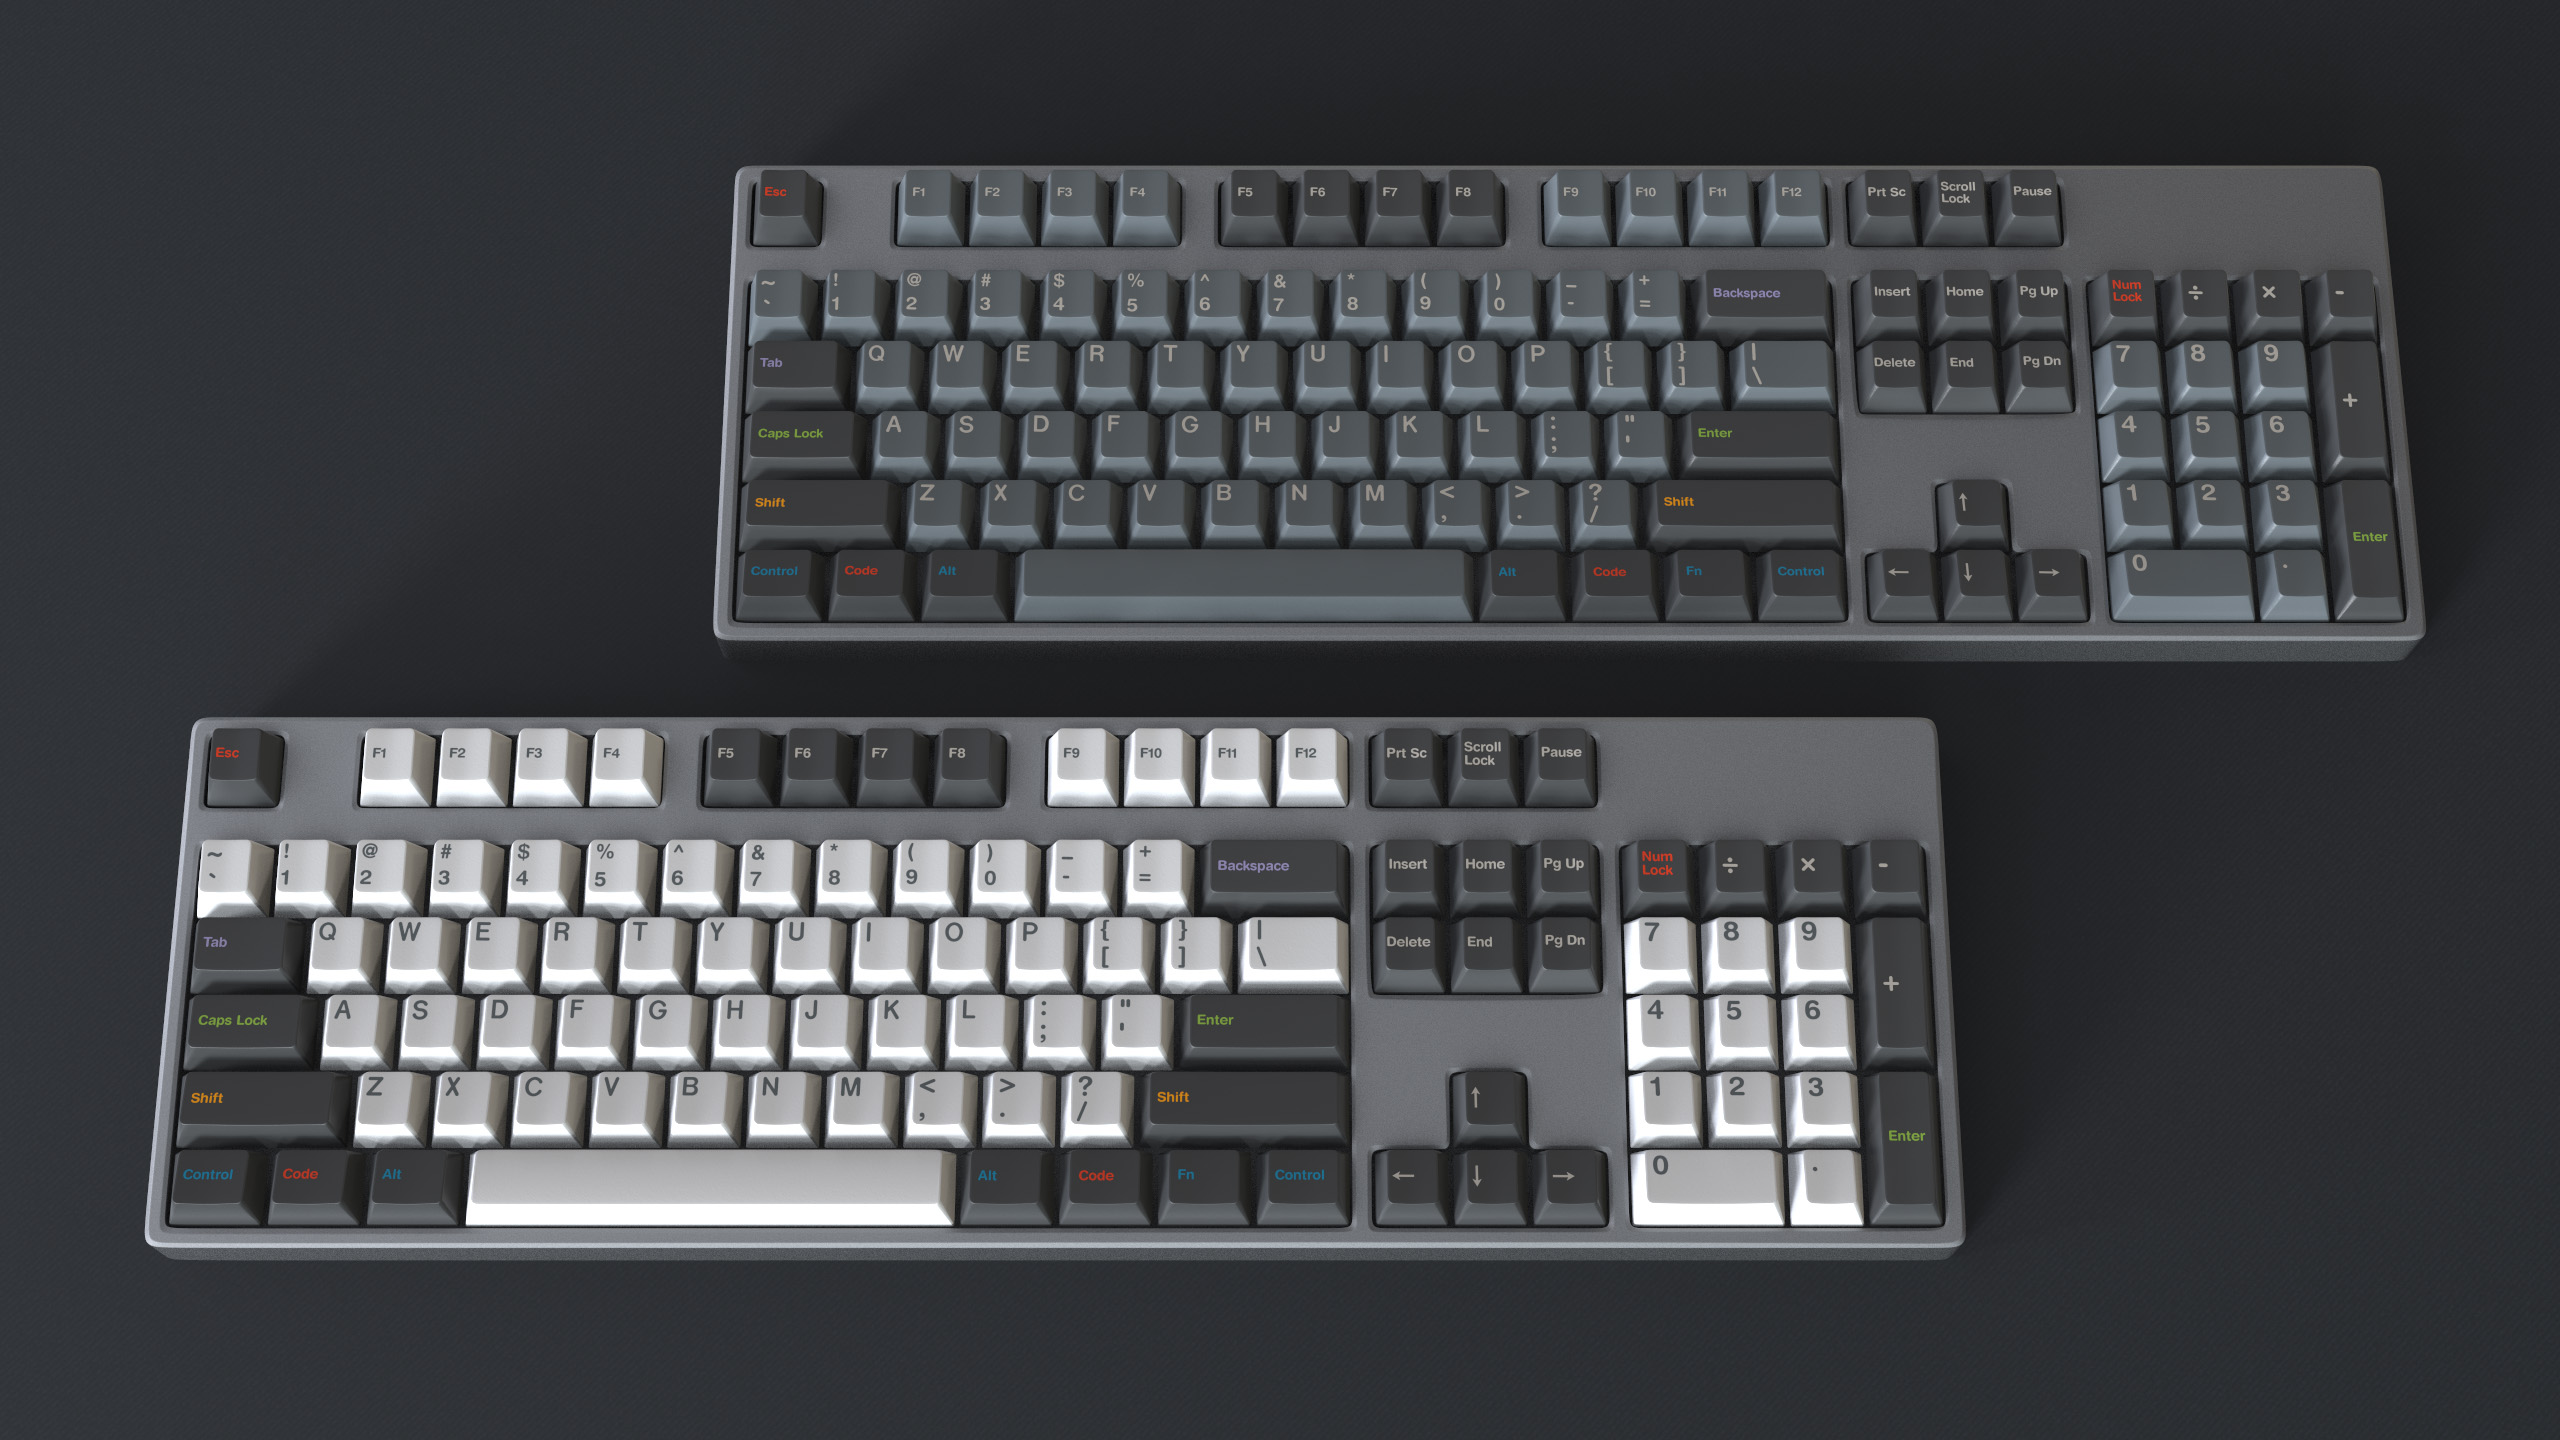 Esc F1 F2 F3 F4 F5 F6 F7 F8 F9 F10 F11 F12 Prt Sc Scroll Lock Pause
~ ` ! 1 @ 2 # 3 $ 4 % 5 ^ 6 & 7 * 8 ( 9 ) 0 _ - + = Backspace Insert Home Pg Up Num Lock ÷ × -
Tab Q W E R T Y U I O P { [ } ] | \ Delete End Pg Dn 7 8 9 +
Caps Lock A S D F G H J K L : ; " ' Enter 4 5 6
Shift Z X C V B N M < , > . ? / Shift ↑ 1 2 3 Enter
Control Code Alt Alt Code Fn Control ← ↓ → 0 .
Esc F1 F2 F3 F4 F5 F6 F7 F8 F9 F10 F11 F12 Prt Sc Scroll Lock Pause
~ ` ! 1 @ 2 # 3 $ 4 % 5 ^ 6 & 7 * 8 ( 9 ) 0 _ - + = Backspace Insert Home Pg Up Num Lock ÷ × -
Tab Q W E R T Y U I O P { [ } ] | \ Delete End Pg Dn 7 8 9 +
Caps Lock A S D F G H J K L : ; " ' Enter 4 5 6
Shift Z X C V B N M < , > . ? / Shift ↑ 1 2 3 Enter
Control Code Alt Alt Code Fn Control ← ↓ → 0 .